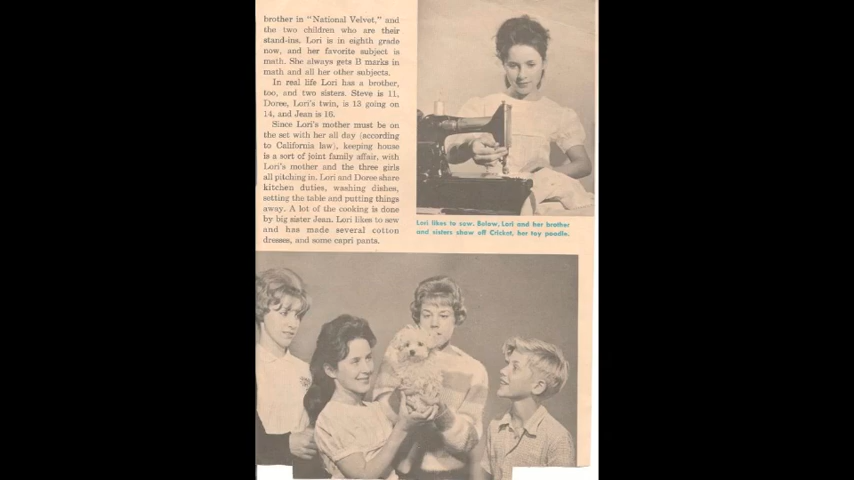 brother in "National Velvet," and
the two children who are their
stand-ins. Lori is in eighth grade
now, and her favorite subject is
math. She always gets B marks in
math and all her other subjects.
In real life Lori has a brother,
too, and two sisters. Steve is 11,
Doree, Lori's twin, is 13 going on
14, and Jean is 16.
Since Lori's mother must be on
the set with her all day (according
to California law), keeping house
is a sort of joint family affair, with
Lori's mother and the three girls
all pitching in. Lori and Doree share
kitchen duties, washing dishes,
setting the table and putting things
away. A lot of the cooking is done
by big sister Jean. Lori likes to sew
and has made several cotton
dresses, and some capri pants.
Lori likes to sew. Below, Lori and her brother
and sisters show off Cricket, her toy poodle.